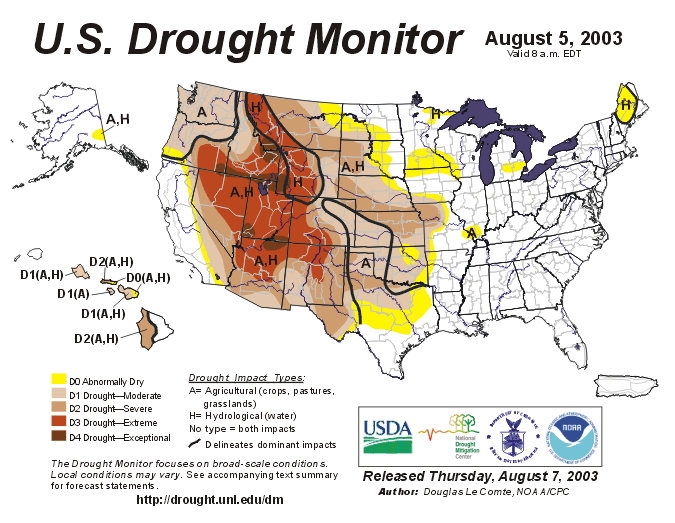 U.S. Drought Monitor
August 5, 2003
Valid 8 a.m. EDT
A
H
H
H
A,H
A,H
A,H
H
A
A,H
A
D2(A,H)
D1(A,H)
D0(A,H)
D1(A)
D1(A,H)
D2(A,H)
D0 Abnormally Dry
D1 Drought—Moderate
D2 Drought—Severe
D3 Drought—Extreme
D4 Drought—Exceptional
Drought Impact Types:
A= Agricultural (crops, pastures,
grasslands)
H= Hydrological (water)
No type = both impacts
Delineates dominant impacts
The Drought Monitor focuses on broad-scale conditions.
Local conditions may vary. See accompanying text summary
for forecast statements.
http://drought.unl.edu/dm
USDA
National
Drought
Mitigation
Center
NOAA
Released Thursday, August 7, 2003
Author: Douglas Le Comte, NOAA/CPC